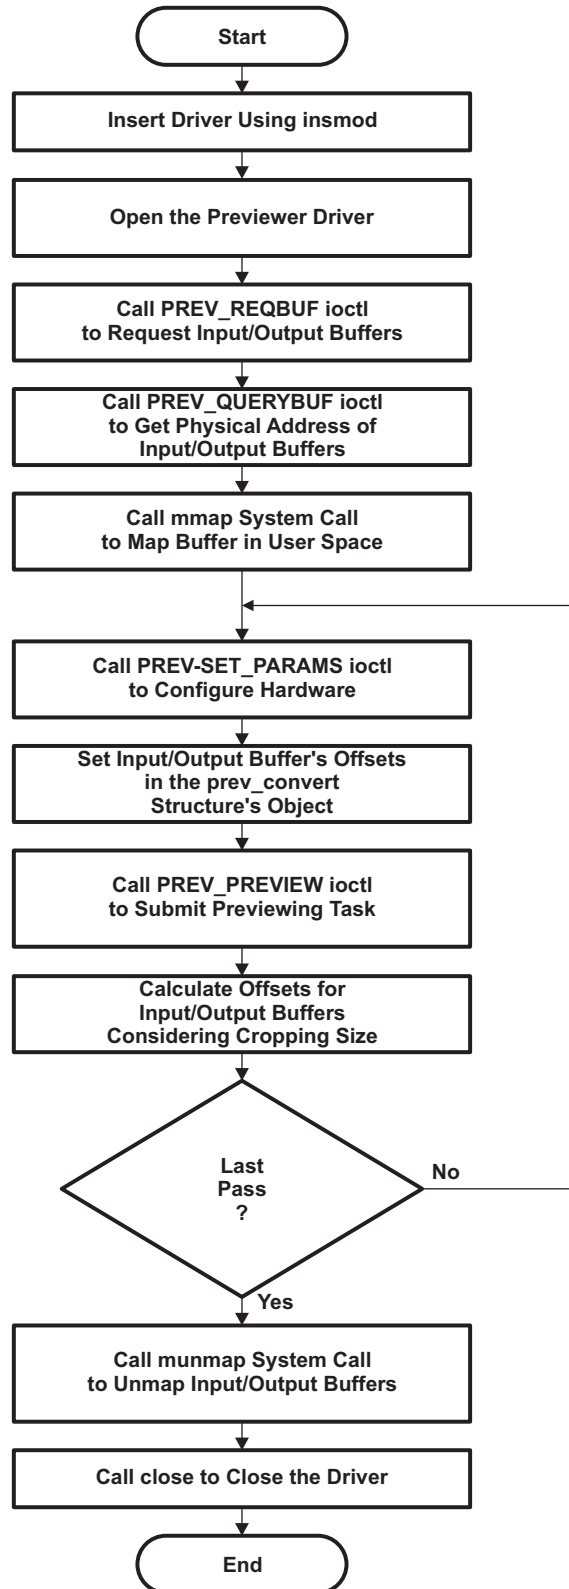 Start
Insert Driver Using insmod
Open the Previewer Driver
Call PREV_REQBUF ioctl
to Request Input/Output Buffers
Call PREV_QUERYBUF ioctl
to Get Physical Address of
Input/Output Buffers
Call mmap System Call
to Map Buffer in User Space
Call PREV-SET_PARAMS ioctl
to Configure Hardware
Set Input/Output Buffer's Offsets
in the prev_convert
Structure's Object
Call PREV_PREVIEW ioctl
to Submit Previewing Task
Calculate Offsets for
Input/Output Buffers
Considering Cropping Size
Last
Pass
?
No
Yes
Call munmap System Call
to Unmap Input/Output Buffers
Call close to Close the Driver
End